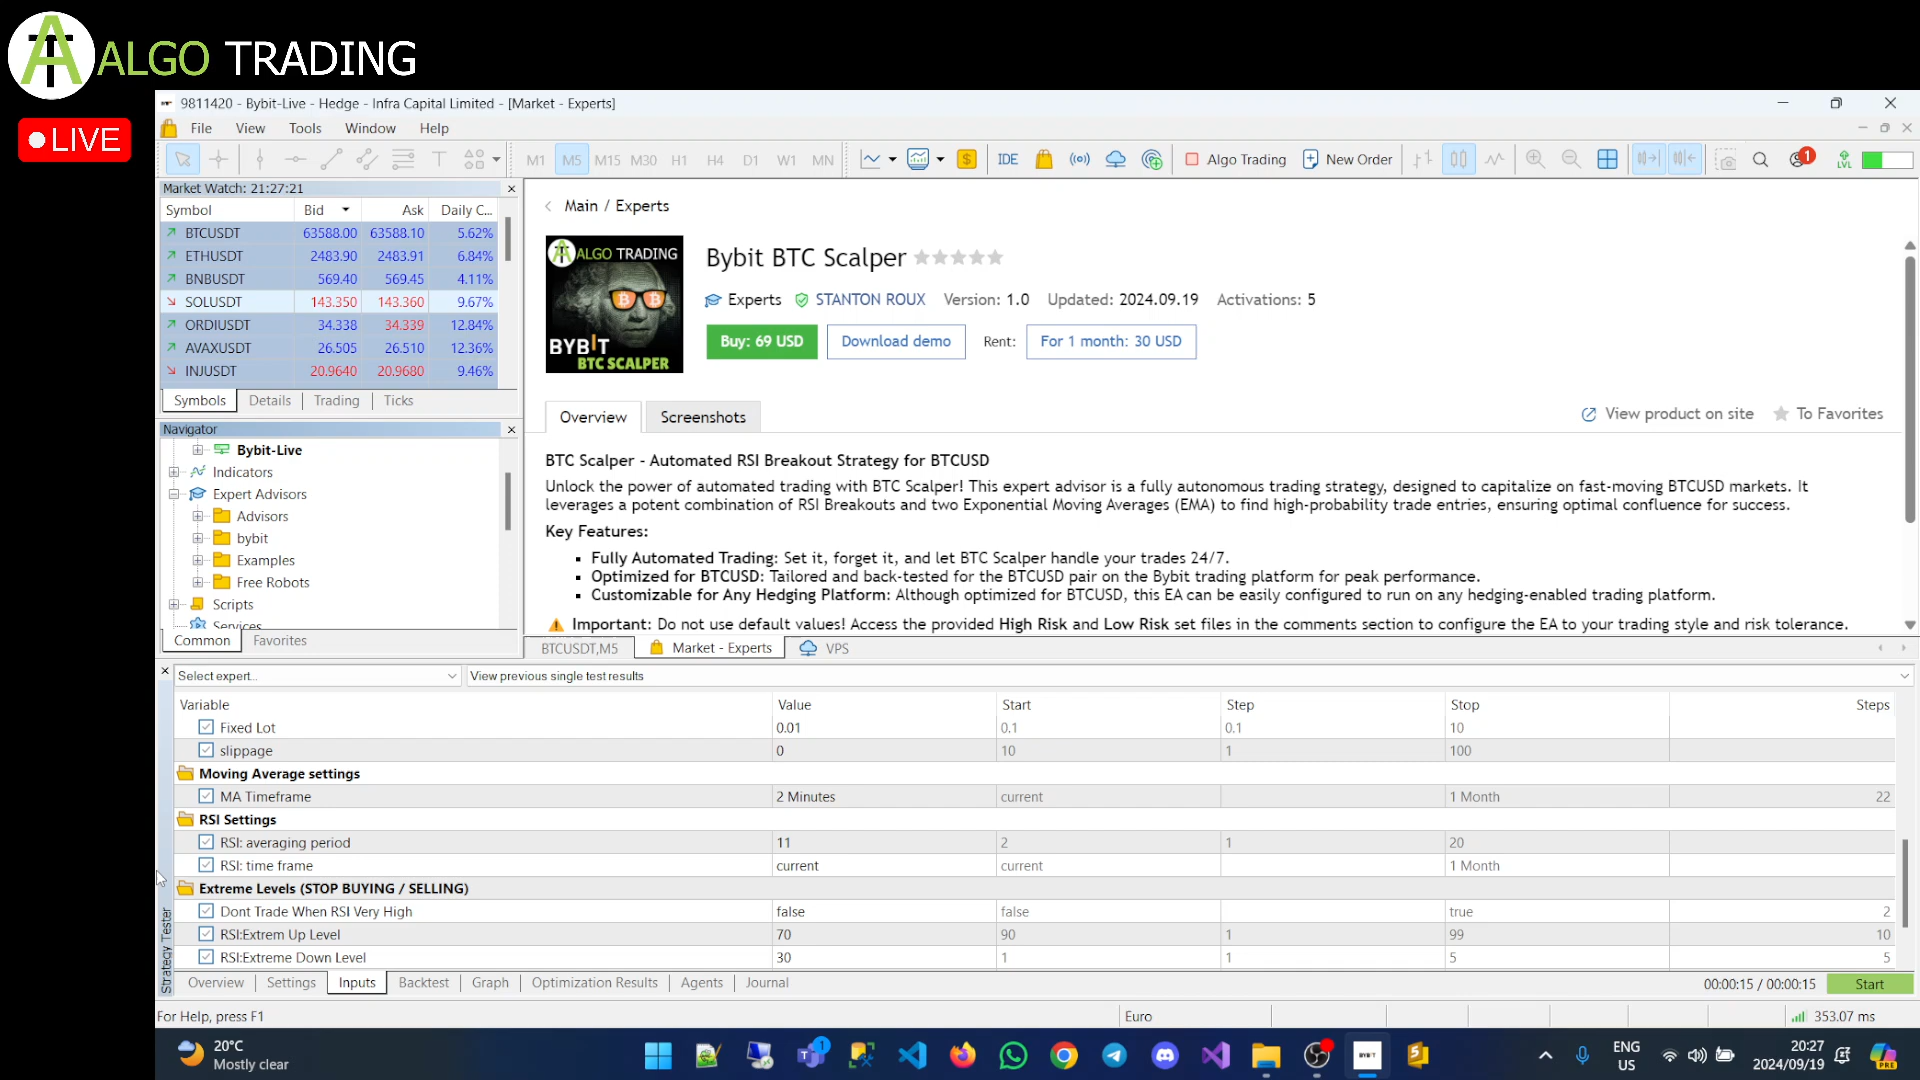 ALGO TRADING
LIVE
9811420 - Bybit-Live - Hedge - Infra Capital Limited - [Market - Experts]
File View Tools Window Help
M1 M5 M15 M30 H1 H4 D1 W1 MN IDE Algo Trading New Order 1 LVL
Market Watch: 21:27:21
Symbol Bid Ask Daily C...
BTCUSDT 63588.00 63588.10 5.62%
ETHUSDT 2483.90 2483.91 6.84%
BNBUSDT 569.40 569.45 4.11%
SOLUSDT 143.350 143.360 9.67%
ORDIUSDT 34.338 34.339 12.84%
AVAXUSDT 26.505 26.510 12.36%
INJUSDT 20.9640 20.9680 9.46%
Symbols Details Trading Ticks
Navigator
Bybit-Live
Indicators
Expert Advisors
Advisors
bybit
Examples
Free Robots
Scripts
Services
Common Favorites
Main / Experts
ALGO TRADING
BYBIT
BTC SCALPER
Bybit BTC Scalper
Experts STANTON ROUX Version: 1.0 Updated: 2024.09.19 Activations: 5
Buy: 69 USD Download demo Rent: For 1 month: 30 USD
Overview Screenshots View product on site To Favorites
BTC Scalper - Automated RSI Breakout Strategy for BTCUSD
Unlock the power of automated trading with BTC Scalper! This expert advisor is a fully autonomous trading strategy, designed to capitalize on fast-moving BTCUSD markets. It
leverages a potent combination of RSI Breakouts and two Exponential Moving Averages (EMA) to find high-probability trade entries, ensuring optimal confluence for success.
Key Features:
Fully Automated Trading: Set it, forget it, and let BTC Scalper handle your trades 24/7.
Optimized for BTCUSD: Tailored and back-tested for the BTCUSD pair on the Bybit trading platform for peak performance.
Customizable for Any Hedging Platform: Although optimized for BTCUSD, this EA can be easily configured to run on any hedging-enabled trading platform.
Important: Do not use default values! Access the provided High Risk and Low Risk set files in the comments section to configure the EA to your trading style and risk tolerance.
BTCUSDT,M5 Market - Experts VPS
Select expert... View previous single test results
Variable Value Start Step Stop Steps
Fixed Lot 0.01 0.1 0.1 10
slippage 0 10 1 100
Moving Average settings
MA Timeframe 2 Minutes current 1 Month 22
RSI Settings
RSI: averaging period 11 2 1 20
RSI: time frame current current 1 Month
Extreme Levels (STOP BUYING / SELLING)
Dont Trade When RSI Very High false false true 2
RSI:Extrem Up Level 70 90 1 99 10
RSI:Extreme Down Level 30 1 1 5 5
Strategy Tester
Overview Settings Inputs Backtest Graph Optimization Results Agents Journal 00:00:15 / 00:00:15 Start
For Help, press F1 Euro 353.07 ms
20°C
Mostly clear
1
ENG
US
20:27
2024/09/19
PRE